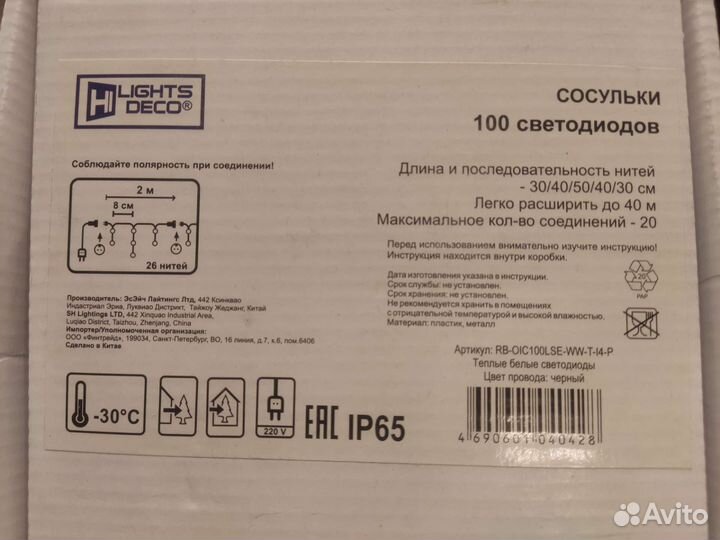 HI LIGHTS DECO®
СОСУЛЬКИ
100 светодиодов
Соблюдайте полярность при соединении!
2 м
8 см
26 нитей
Длина и последовательность нитей
- 30/40/50/40/30 см
Легко расширить до 40 м
Максимальное кол-во соединений - 20
Перед использованием внимательно изучите инструкцию!
Инструкция находится внутри коробки.
Дата изготовления указана в инструкции.
Срок службы: не установлен.
Срок хранения: не установлен.
Не рекомендуется хранить в помещениях
с отрицательной температурой и высокой влажностью.
Материал: пластик, металл
20
PAP
Производитель: ЭсЭйч Лайтингс Лтд, 442 Ксинквао
Индастриал Эриа, Луквиао Дистрикт, Тайжоу Жеджанг, Китай
SH Lightings LTD, 442 Xinquao Industrial Area,
Luqiao District, Taizhou, Zhenjang, China
Импортер/Уполномоченная организация:
ООО «Финтрейд», 199034, Санкт-Петербург, ВО, 16 линия, д.7, к.6, пом.6406
Сделано в Китае
Артикул: RB-OIC100LSE-WW-T-I4-P
Теплые белые светодиоды
Цвет провода: черный
-30°C
220 V
EAC IP65
4 690601 040428
Avito